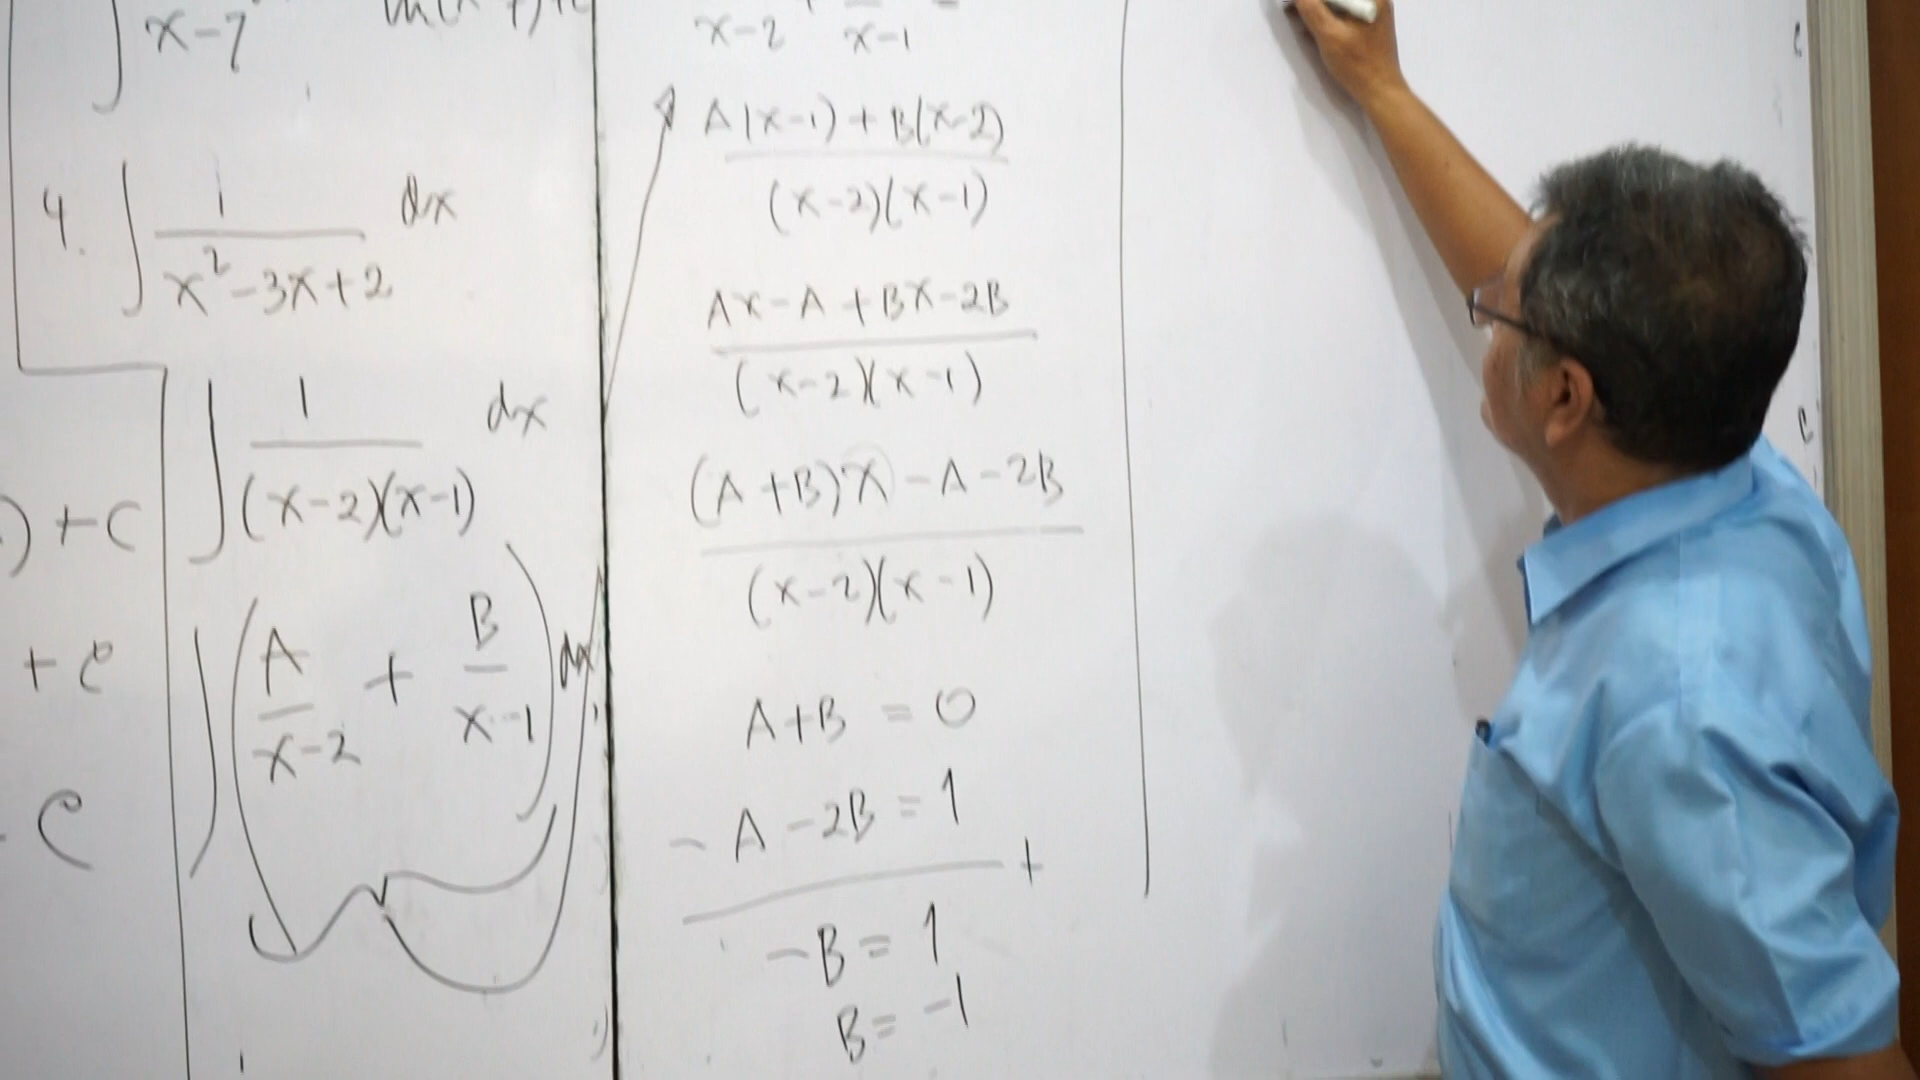 ∫ x-7
4. ∫ 1/(x²-3x+2) dx
∫ 1/((x-2)(x-1)) dx
) +C
∫ (A/(x-2) + B/(x-1)) dx
+ C
C
x-2 x-1
A(x-1) + B(x-2)
(x-2)(x-1)
Ax-A+BX-2B
(x-2)(x-1)
(A+B)x-A-2B
(x-2)(x-1)
A+B = 0
-A-2B = 1
+
-B = 1
B = -1